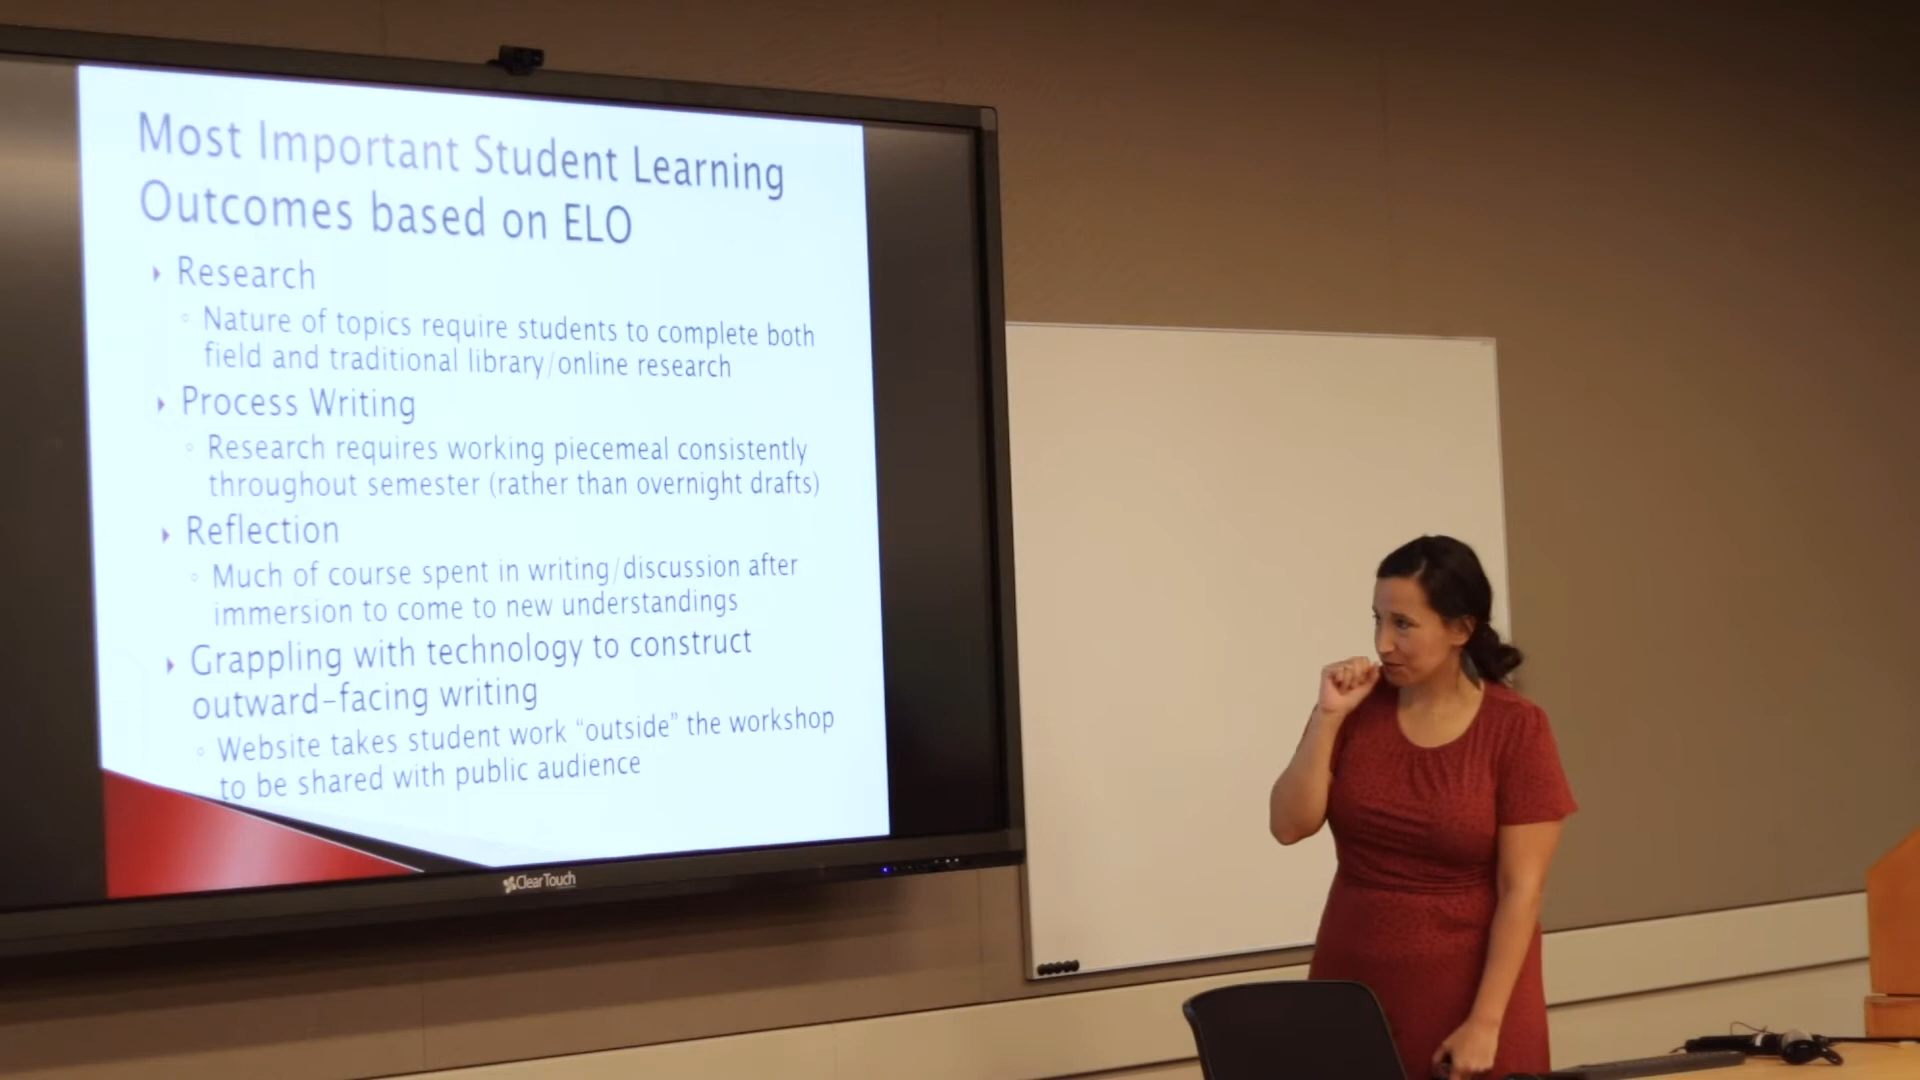 Most Important Student Learning
Outcomes based on ELO
Research
Nature of topics require students to complete both
field and traditional library/online research
Process Writing
Research requires working piecemeal consistently
throughout semester (rather than overnight drafts)
Reflection
Much of course spent in writing/discussion after
immersion to come to new understandings
Grappling with technology to construct
outward-facing writing
Website takes student work “outside” the workshop
to be shared with public audience
ClearTouch